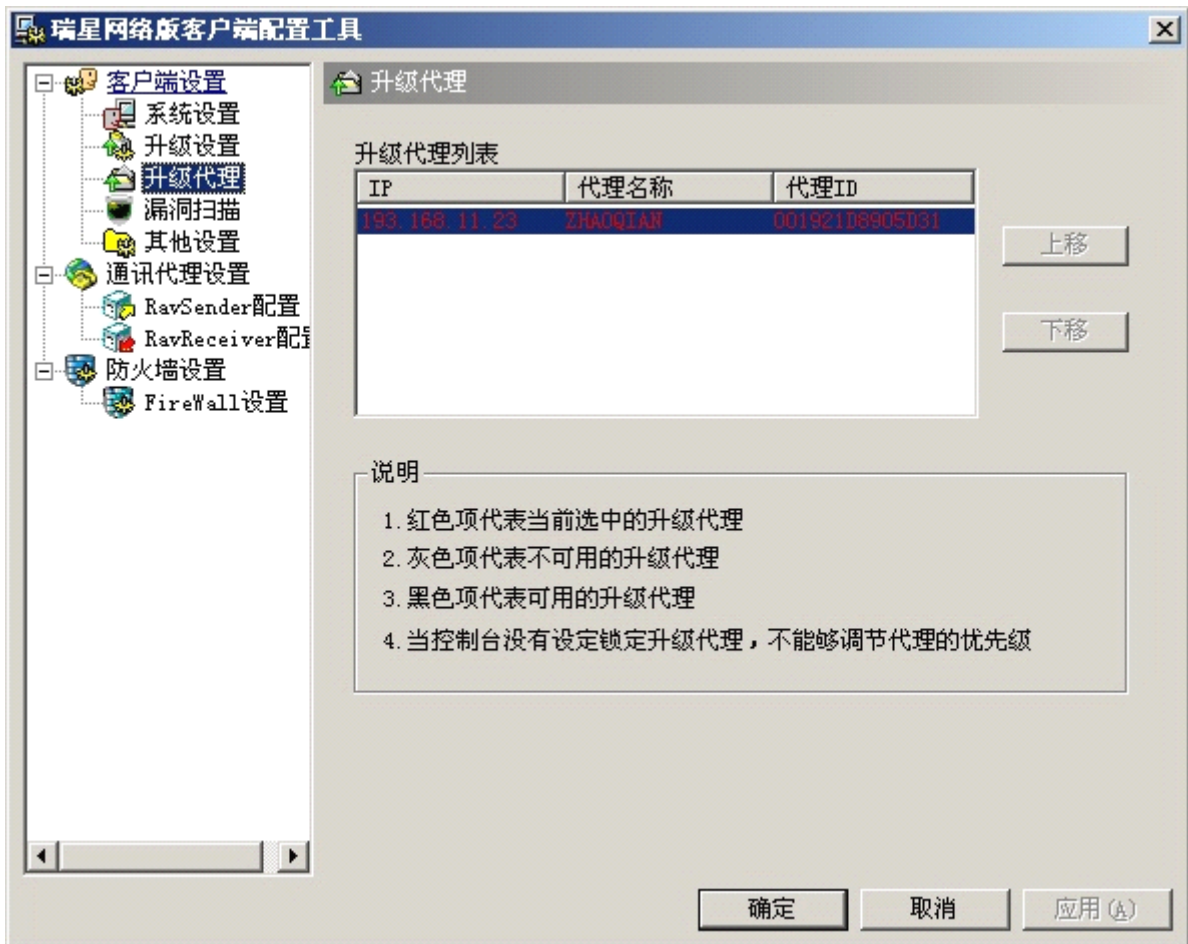 瑞星网络版客户端配置工具
客户端设置
系统设置
升级设置
升级代理
漏洞扫描
其他设置
通讯代理设置
RavSender配置
RavReceiver配置
防火墙设置
FireWall设置
升级代理
升级代理列表
IP 代理名称 代理ID
193.168.11.23 ZHAOQIAN 001921D8905D31
上移
下移
说明
1.红色项代表当前选中的升级代理
2.灰色项代表不可用的升级代理
3.黑色项代表可用的升级代理
4.当控制台没有设定锁定升级代理，不能够调节代理的优先级
确定 取消 应用(A)